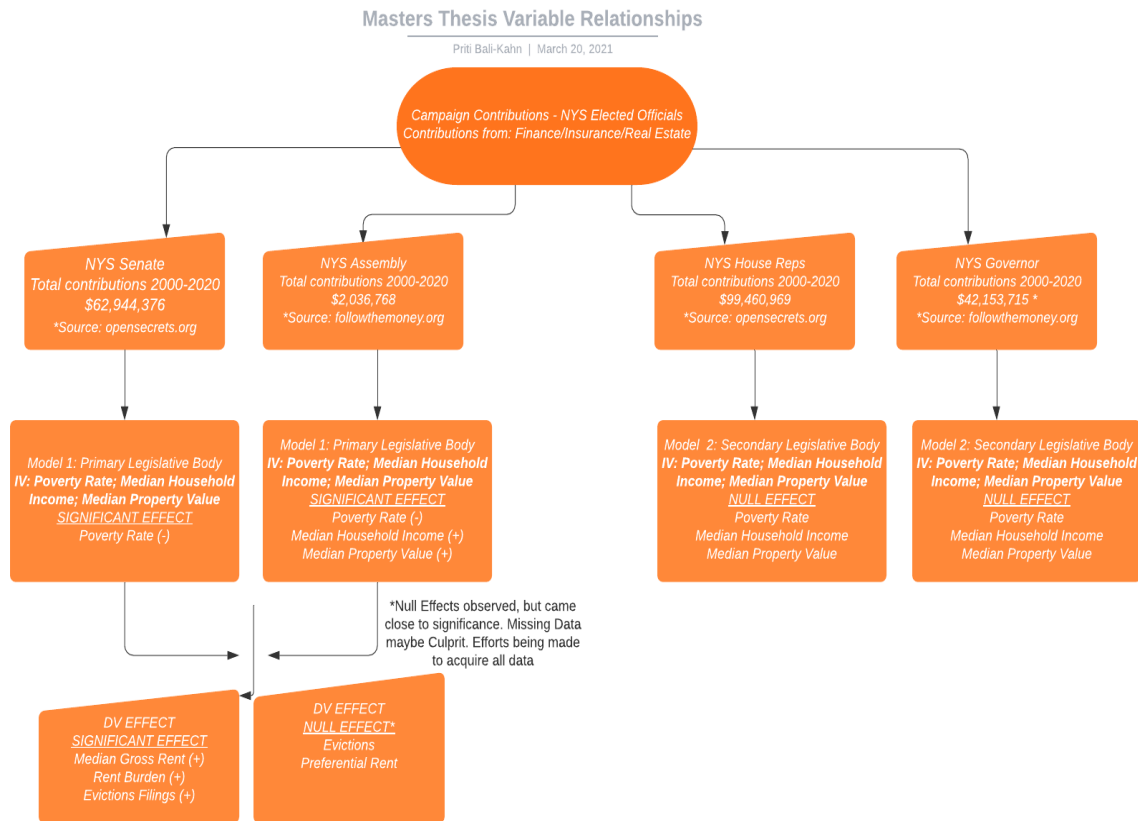 Masters Thesis Variable Relationships
Priti Bali-Kahn | March 20, 2021
Campaign Contributions - NYS Elected Officials
Contributions from: Finance/Insurance/Real Estate
NYS Senate
Total contributions 2000-2020
$62,944,376
*Source: opensecrets.org
NYS Assembly
Total contributions 2000-2020
$2,036,768
*Source: followthemoney.org
NYS House Reps
Total contributions 2000-2020
$99,460,969
*Source: opensecrets.org
NYS Governor
Total contributions 2000-2020
$42,153,715 *
*Source: followthemoney.org
Model 1: Primary Legislative Body
IV: Poverty Rate; Median Household
Income; Median Property Value
SIGNIFICANT EFFECT
Poverty Rate (-)
Model 1: Primary Legislative Body
IV: Poverty Rate; Median Household
Income; Median Property Value
SIGNIFICANT EFFECT
Poverty Rate (-)
Median Household Income (+)
Median Property Value (+)
Model 2: Secondary Legislative Body
IV: Poverty Rate; Median Household
Income; Median Property Value
NULL EFFECT
Poverty Rate
Median Household Income
Median Property Value
Model 2: Secondary Legislative Body
IV: Poverty Rate; Median Household
Income; Median Property Value
NULL EFFECT
Poverty Rate
Median Household Income
Median Property Value
*Null Effects observed, but came
close to significance. Missing Data
maybe Culprit. Efforts being made
to acquire all data
DV EFFECT
SIGNIFICANT EFFECT
Median Gross Rent (+)
Rent Burden (+)
Evictions Filings (+)
DV EFFECT
NULL EFFECT*
Evictions
Preferential Rent